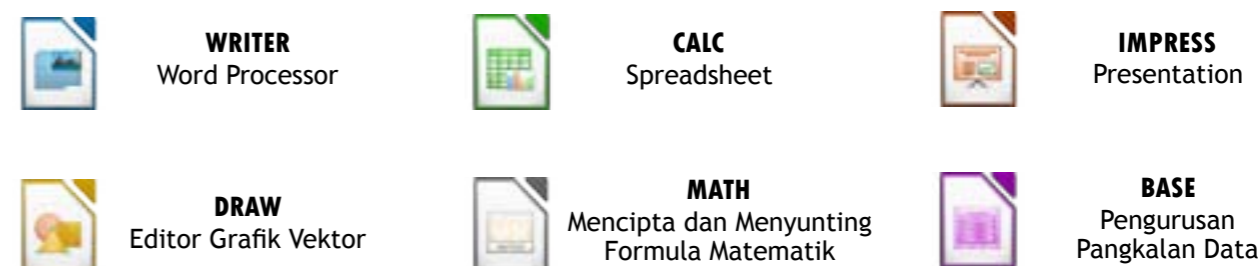 WRITER
Word Processor
CALC
Spreadsheet
IMPRESS
Presentation
DRAW
Editor Grafik Vektor
MATH
Mencipta dan Menyunting
Formula Matematik
BASE
Pengurusan
Pangkalan Data